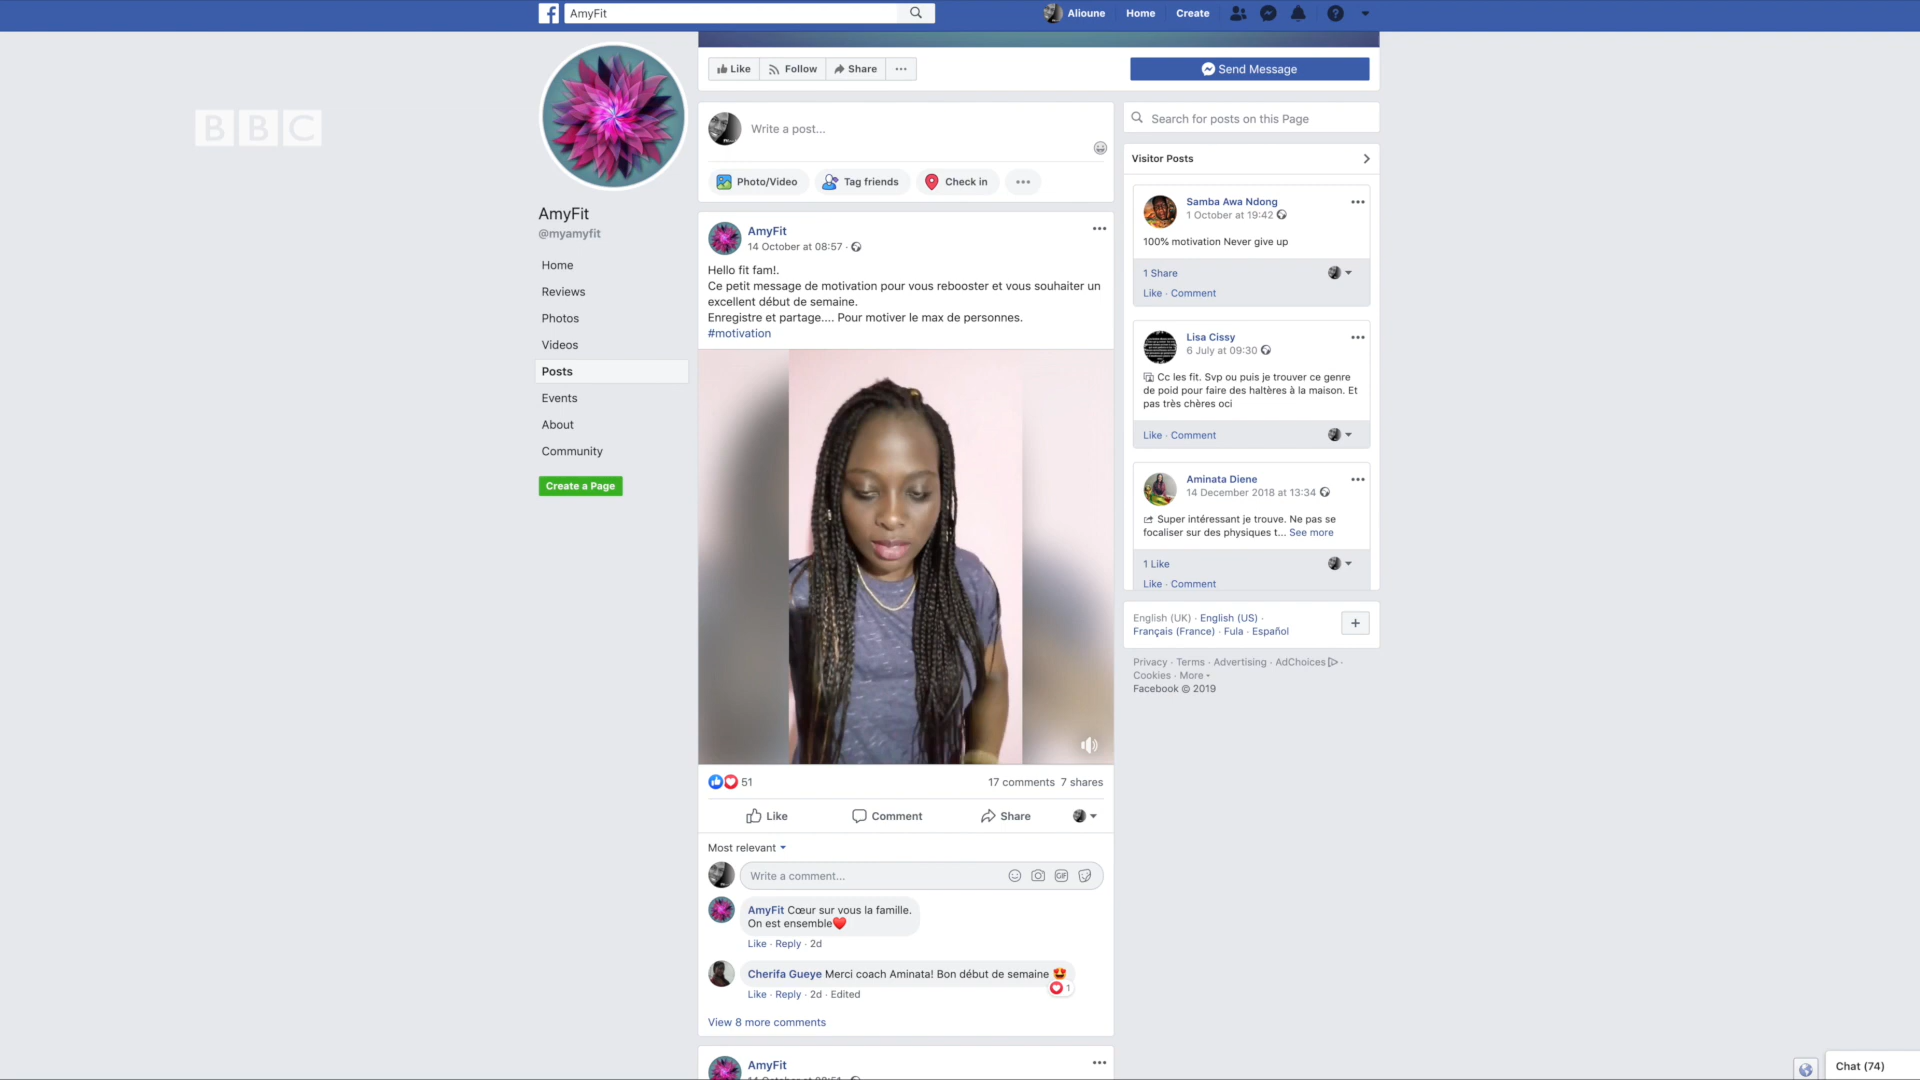 AmyFit
Alioune
Home
Create
BBC
AmyFit
@myamyfit
Home
Reviews
Photos
Videos
Posts
Events
About
Community
Create a Page
Like
Follow
Share
Send Message
Write a post...
Photo/Video
Tag friends
Check in
AmyFit
14 October at 08:57 ·
Hello fit fam!.
Ce petit message de motivation pour vous rebooster et vous souhaiter un
excellent début de semaine.
Enregistre et partage.... Pour motiver le max de personnes.
#motivation
51
17 comments 7 shares
Like
Comment
Share
Most relevant
Write a comment...
GIF
AmyFit Cœur sur vous la famille.
On est ensemble❤️
Like · Reply · 2d
Cherifa Gueye Merci coach Aminata! Bon début de semaine 😍
1
Like · Reply · 2d · Edited
View 8 more comments
AmyFit
Search for posts on this Page
Visitor Posts
Samba Awa Ndong
1 October at 19:42
100% motivation Never give up
1 Share
Like · Comment
Lisa Cissy
6 July at 09:30
Cc les fit. Svp ou puis je trouver ce genre
de poid pour faire des haltères à la maison. Et
pas très chères oci
Like · Comment
Aminata Diene
14 December 2018 at 13:34
Super intéressant je trouve. Ne pas se
focaliser sur des physiques t... See more
1 Like
Like · Comment
English (UK) · English (US) ·
Français (France) · Fula · Español
Privacy · Terms · Advertising · AdChoices ·
Cookies · More
Facebook © 2019
Chat (74)